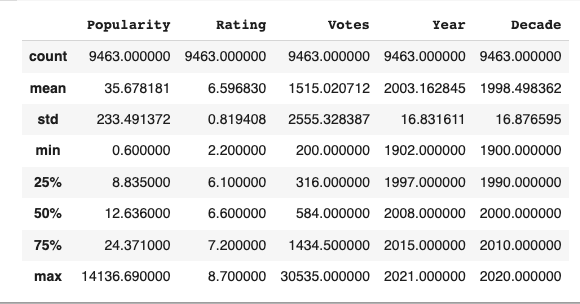 Popularity Rating Votes Year Decade
count 9463.000000 9463.000000 9463.000000 9463.000000 9463.000000
mean 35.678181 6.596830 1515.020712 2003.162845 1998.498362
std 233.491372 0.819408 2555.328387 16.831611 16.876595
min 0.600000 2.200000 200.000000 1902.000000 1900.000000
25% 8.835000 6.100000 316.000000 1997.000000 1990.000000
50% 12.636000 6.600000 584.000000 2008.000000 2000.000000
75% 24.371000 7.200000 1434.500000 2015.000000 2010.000000
max 14136.690000 8.700000 30535.000000 2021.000000 2020.000000